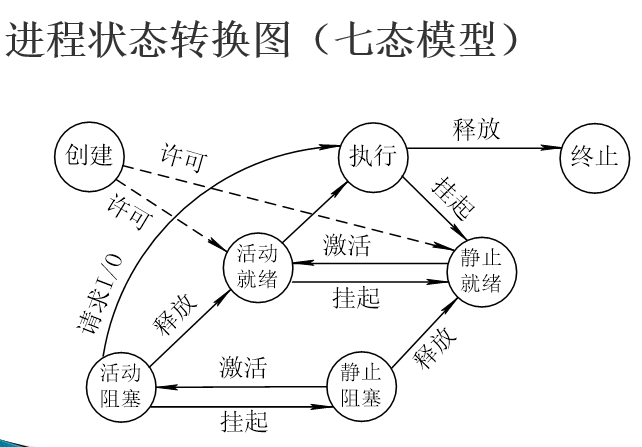 进程状态转换图（七态模型）
创建
许可
许可
执行
释放
终止
挂起
请求I/O
活动
就绪
激活
挂起
静止
就绪
释放
释放
活动
阻塞
激活
挂起
静止
阻塞